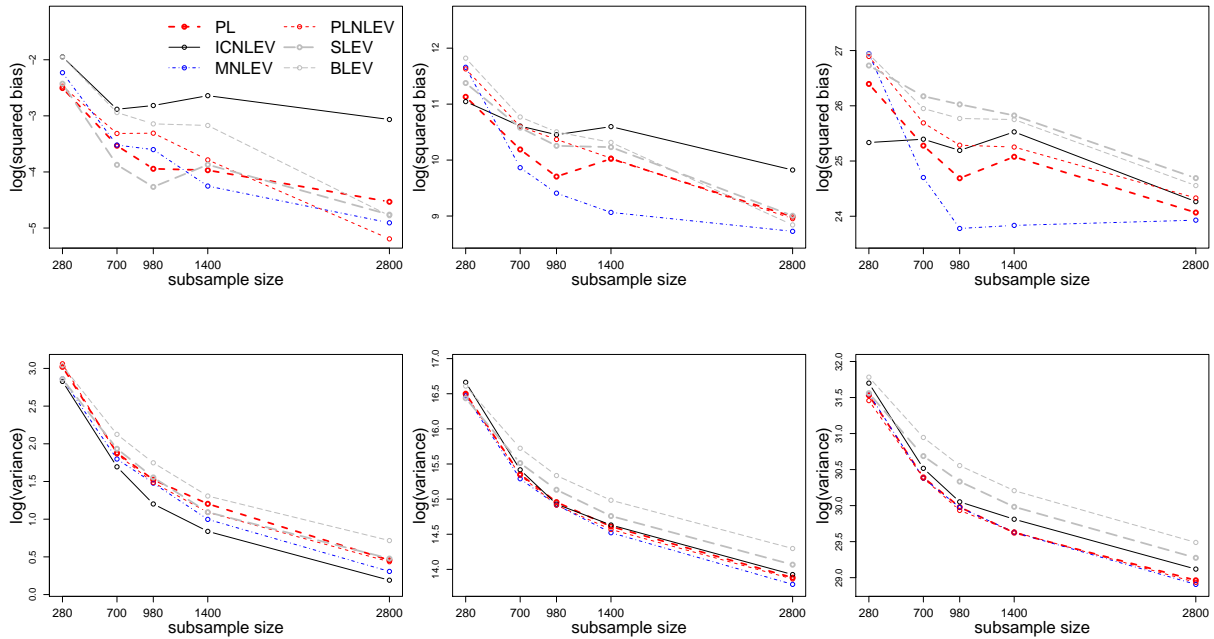 PL
ICNLEV
MNLEV
PLNLEV
SLEV
BLEV
log(squared bias)
-2
-3
-4
-5
280 700 980 1400 2800
subsample size
log(squared bias)
12
11
10
9
280 700 980 1400 2800
subsample size
log(squared bias)
27
26
25
24
280 700 980 1400 2800
subsample size
log(variance)
3.0
2.5
2.0
1.5
1.0
0.5
0.0
280 700 980 1400 2800
subsample size
log(variance)
17.0
16.5
16.0
15.5
15.0
14.5
14.0
280 700 980 1400 2800
subsample size
log(variance)
32.0
31.5
31.0
30.5
30.0
29.5
29.0
280 700 980 1400 2800
subsample size